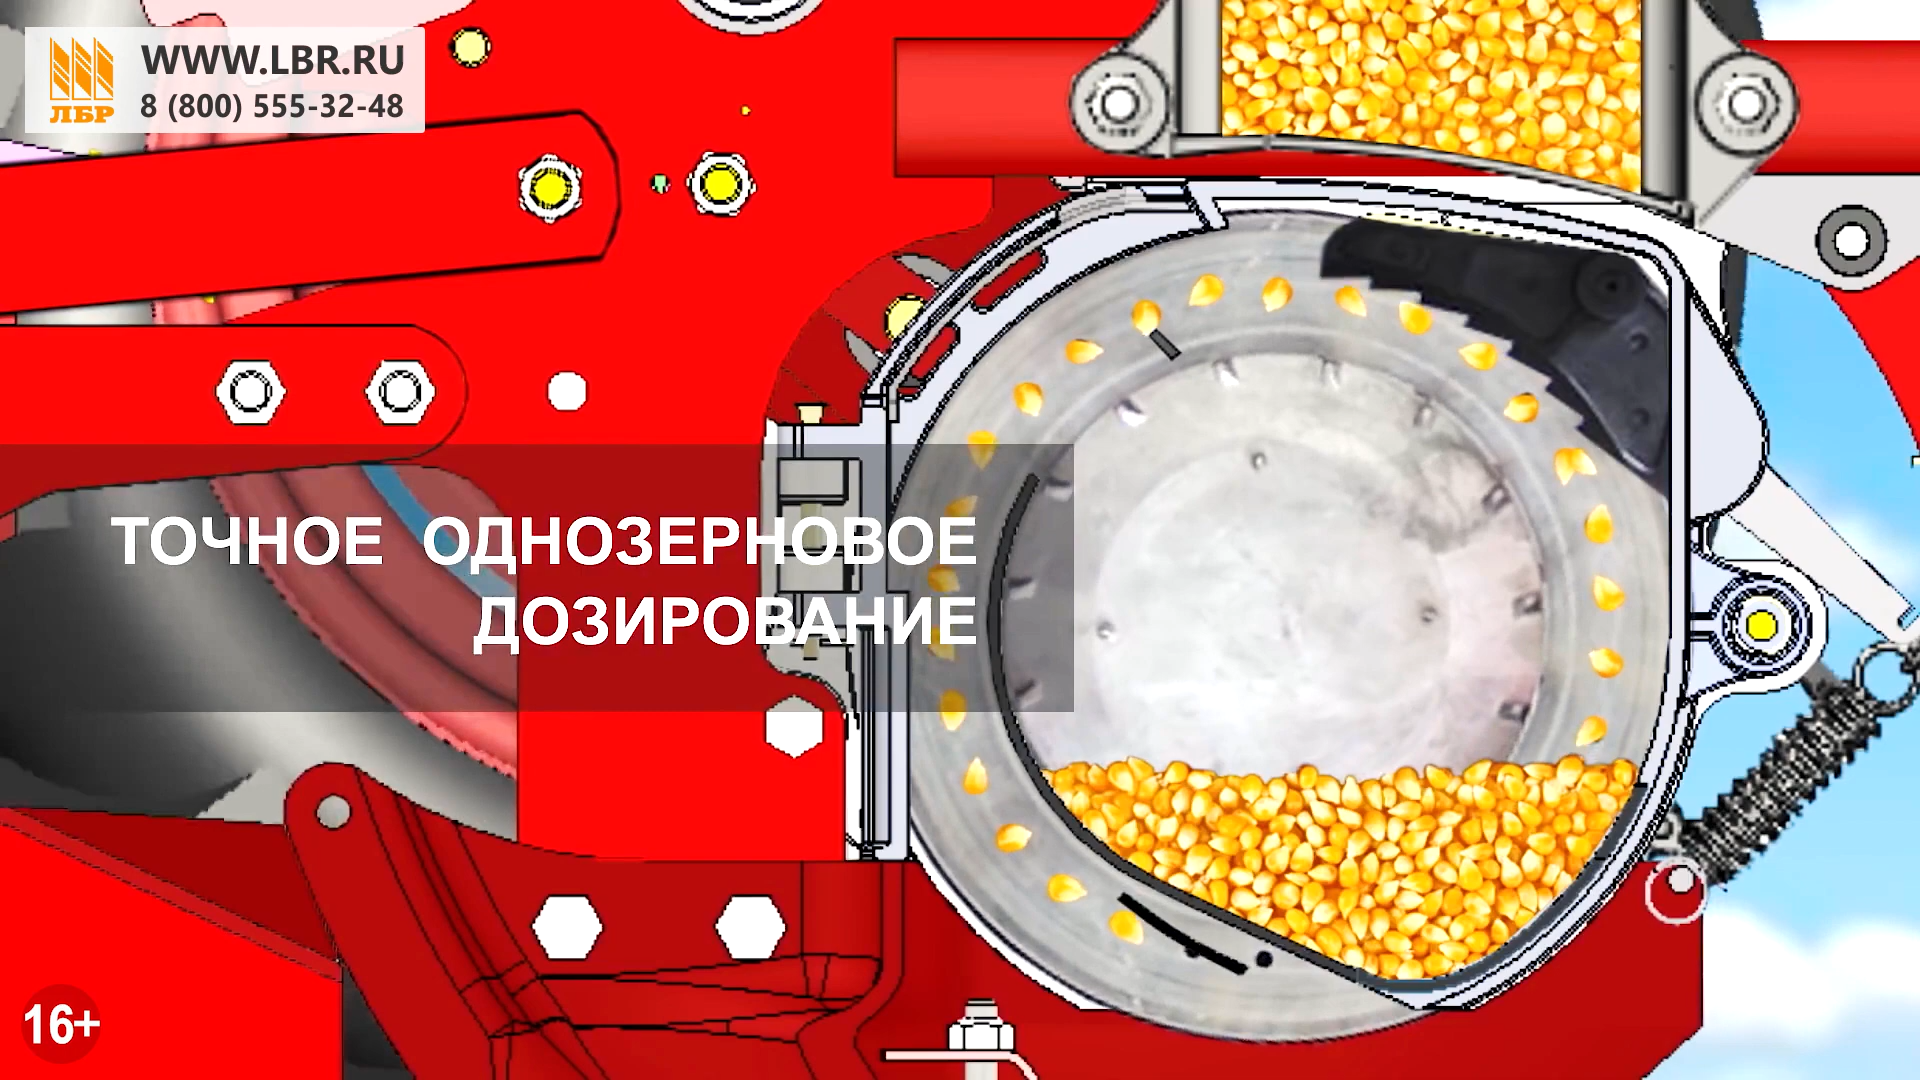 WWW.LBR.RU
ЛБР
8 (800) 555-32-48
ТОЧНОЕ ОДНОЗЕРНОВОЕ
ДОЗИРОВАНИЕ
16+